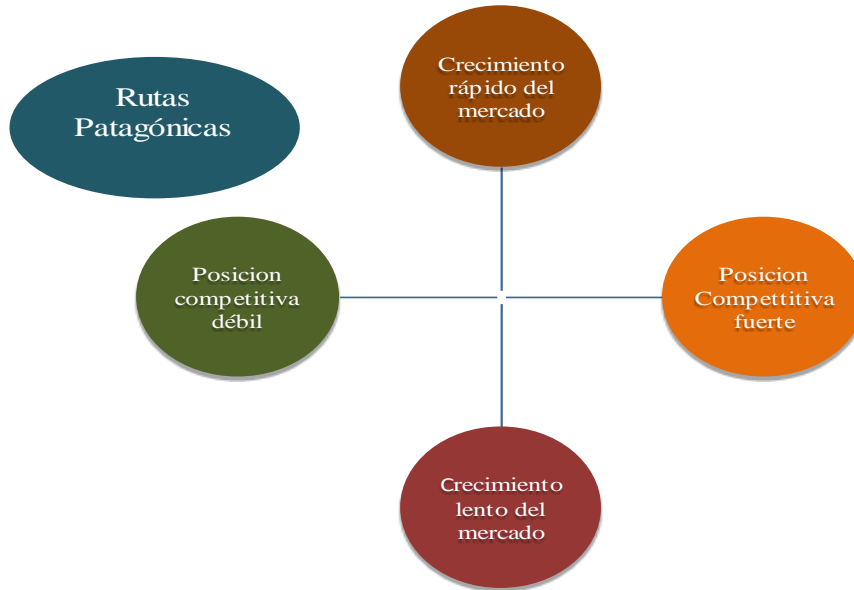 Rutas
Patagónicas
Crecimiento
rápido del
mercado
Posicion
competitiva
débil
Posicion
Compettitiva
fuerte
Crecimiento
lento del
mercado